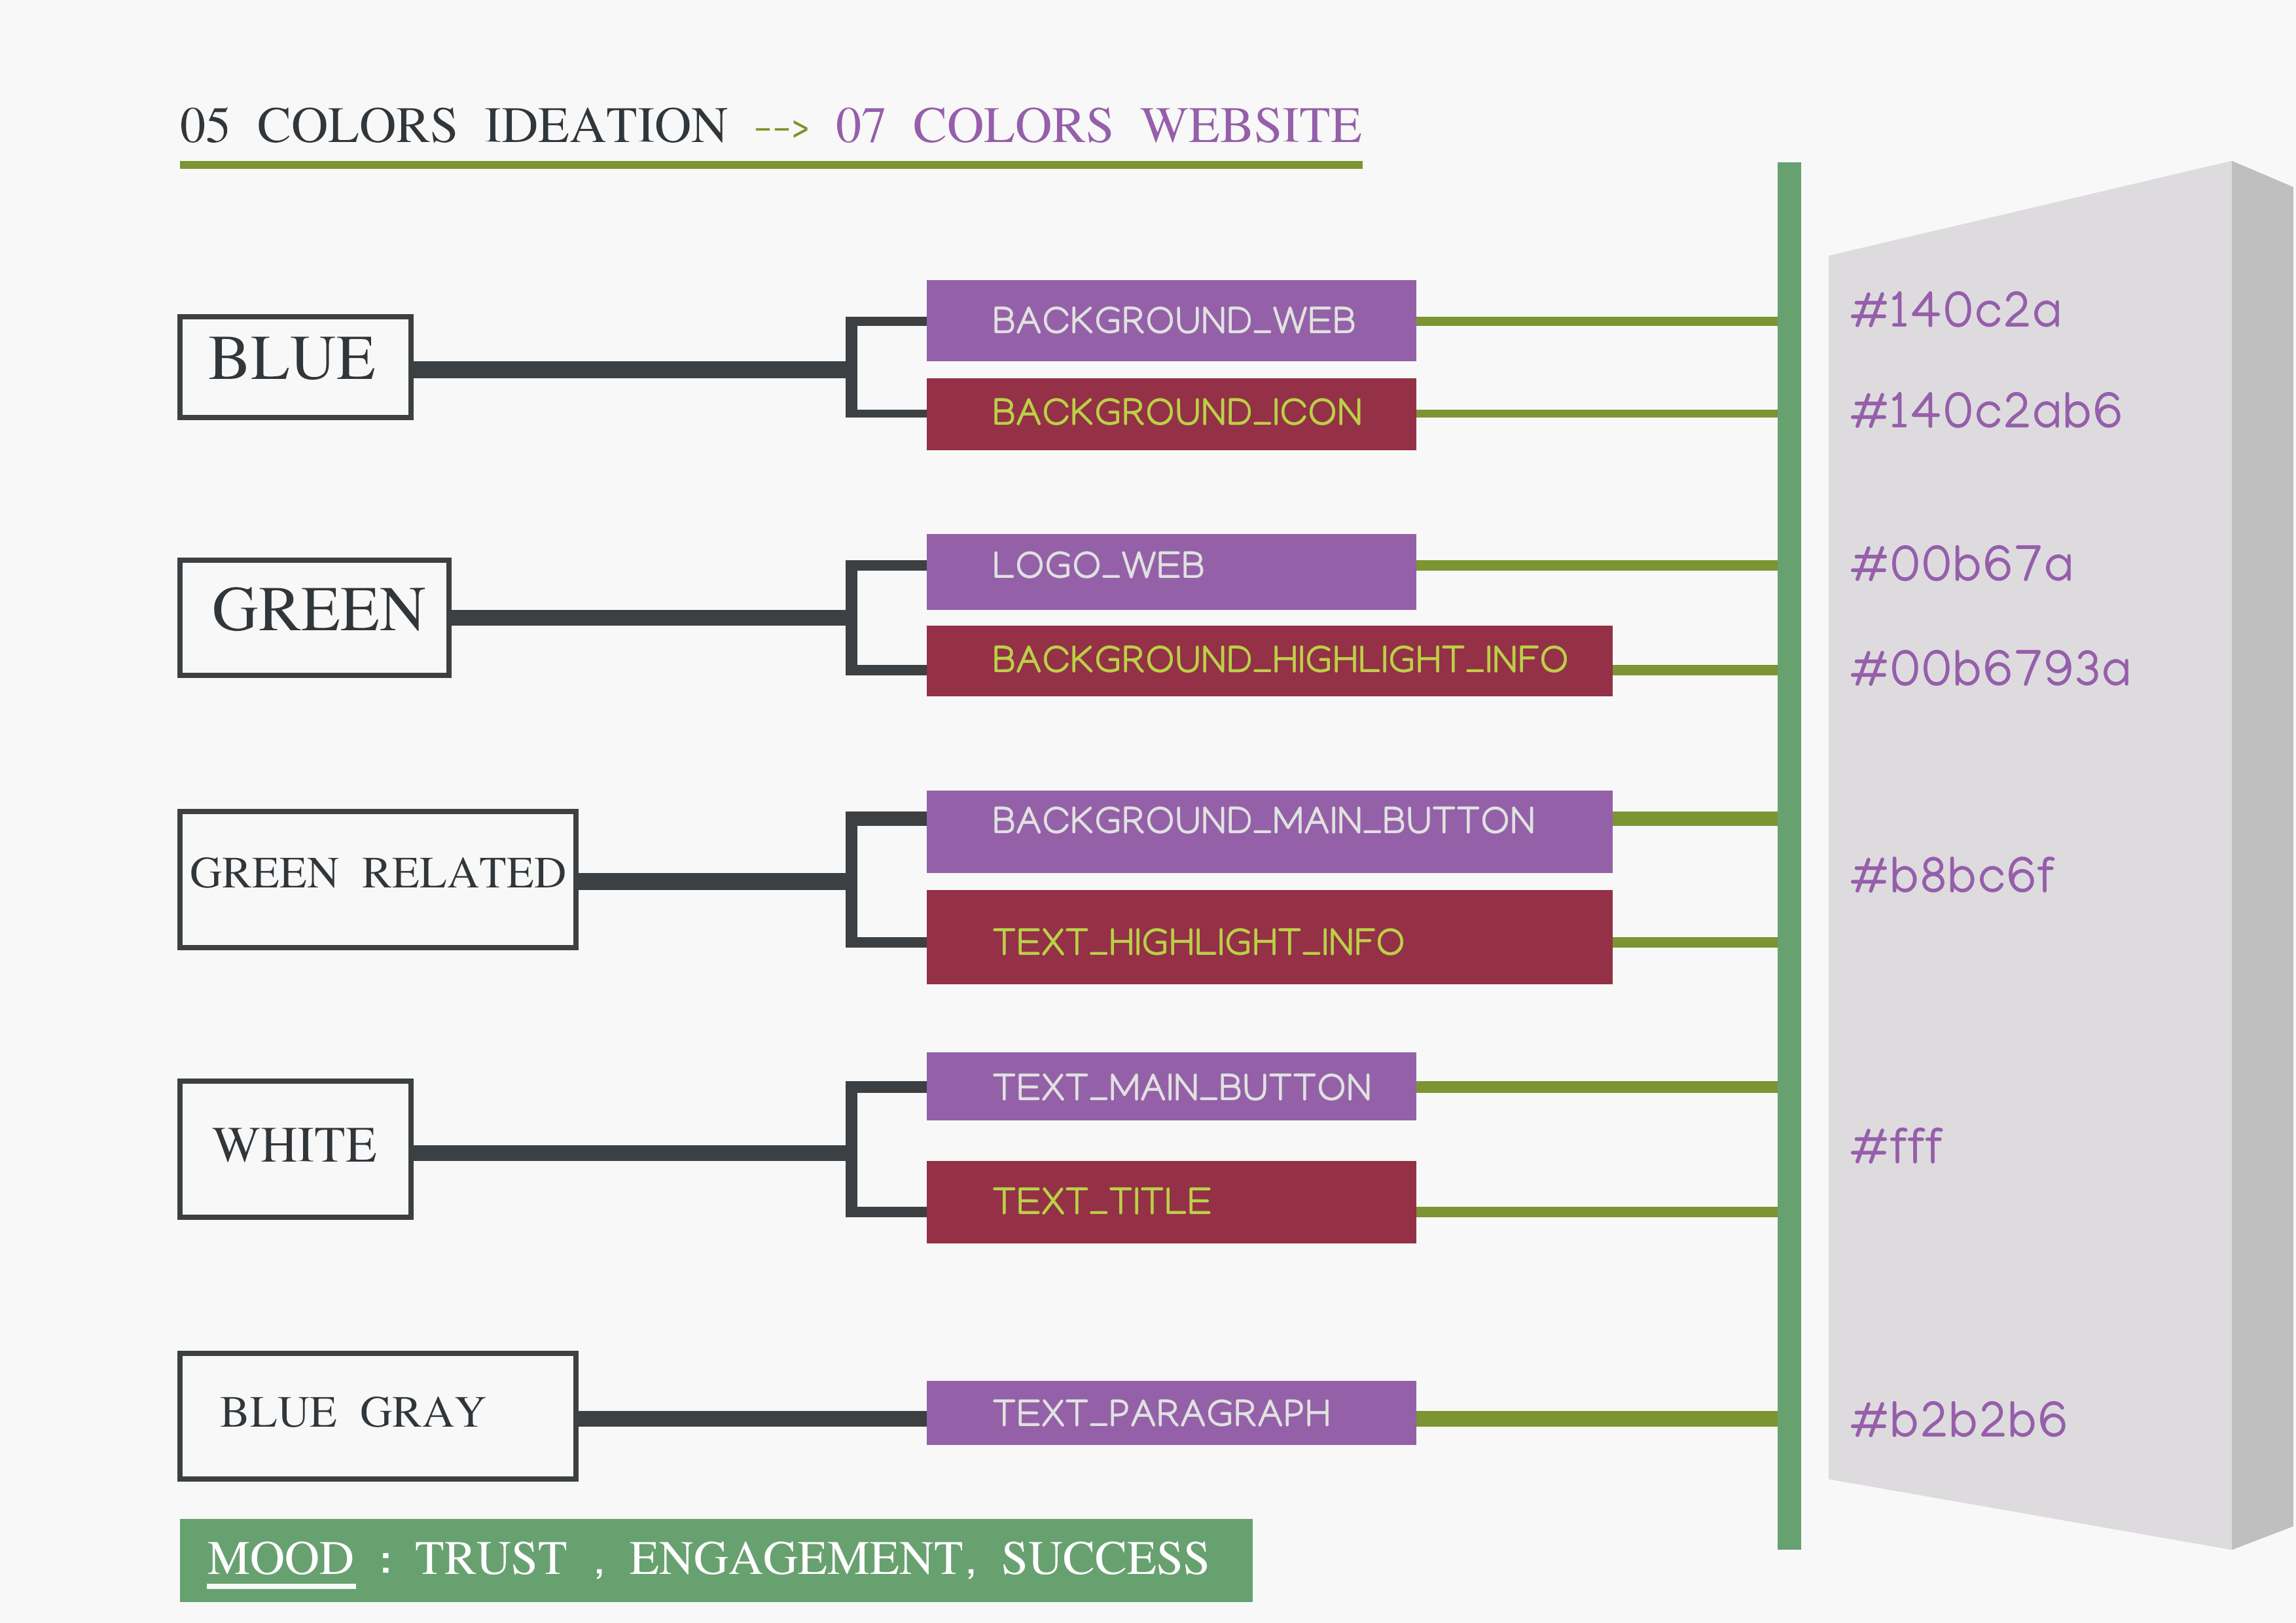 05 COLORS IDEATION --> 07 COLORS WEBSITE
BLUE
BACKGROUND_WEB
#140c2a
BACKGROUND_ICON
#140c2ab6
GREEN
LOGO_WEB
#00b67a
BACKGROUND_HIGHLIGHT_INFO
#00b6793a
GREEN RELATED
BACKGROUND_MAIN_BUTTON
TEXT_HIGHLIGHT_INFO
#b8bc6f
WHITE
TEXT_MAIN_BUTTON
TEXT_TITLE
#fff
BLUE GRAY
TEXT_PARAGRAPH
#b2b2b6
MOOD : TRUST , ENGAGEMENT, SUCCESS